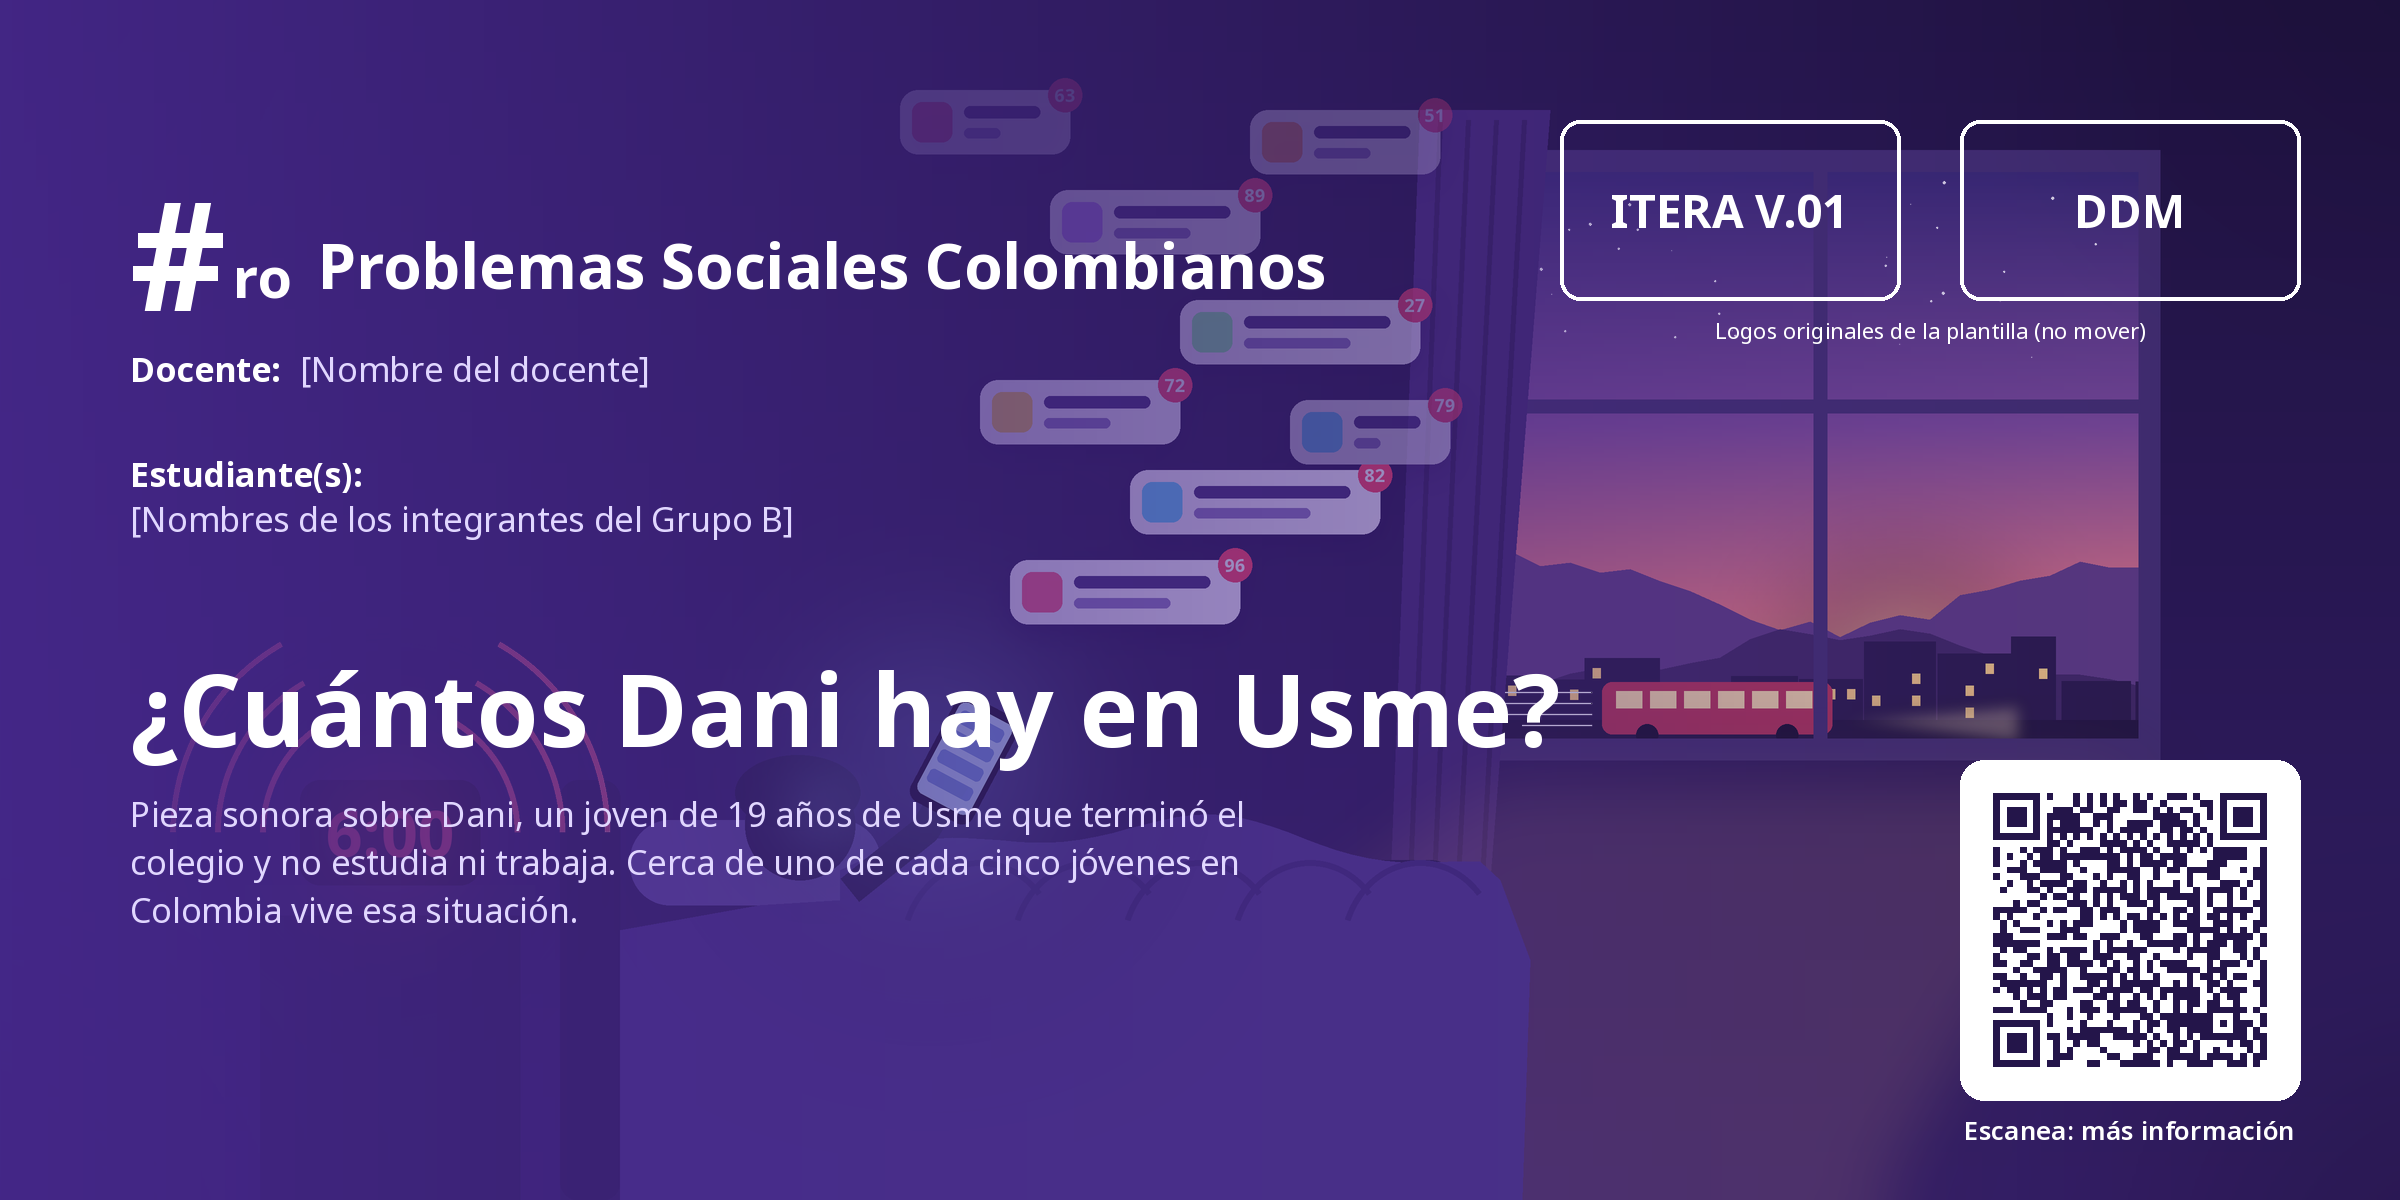 63
51
89
ITERA V.01
DDM
#ro Problemas Sociales Colombianos
27
Logos originales de la plantilla (no mover)
Docente: [Nombre del docente]
72
79
Estudiante(s):
82
[Nombres de los integrantes del Grupo B]
96
¿Cuántos Dani hay en Usme?
Pieza sonora sobre Dani, un joven de 19 años de Usme que terminó el
6:00
colegio y no estudia ni trabaja. Cerca de uno de cada cinco jóvenes en
Colombia vive esa situación.
Escanea: más información